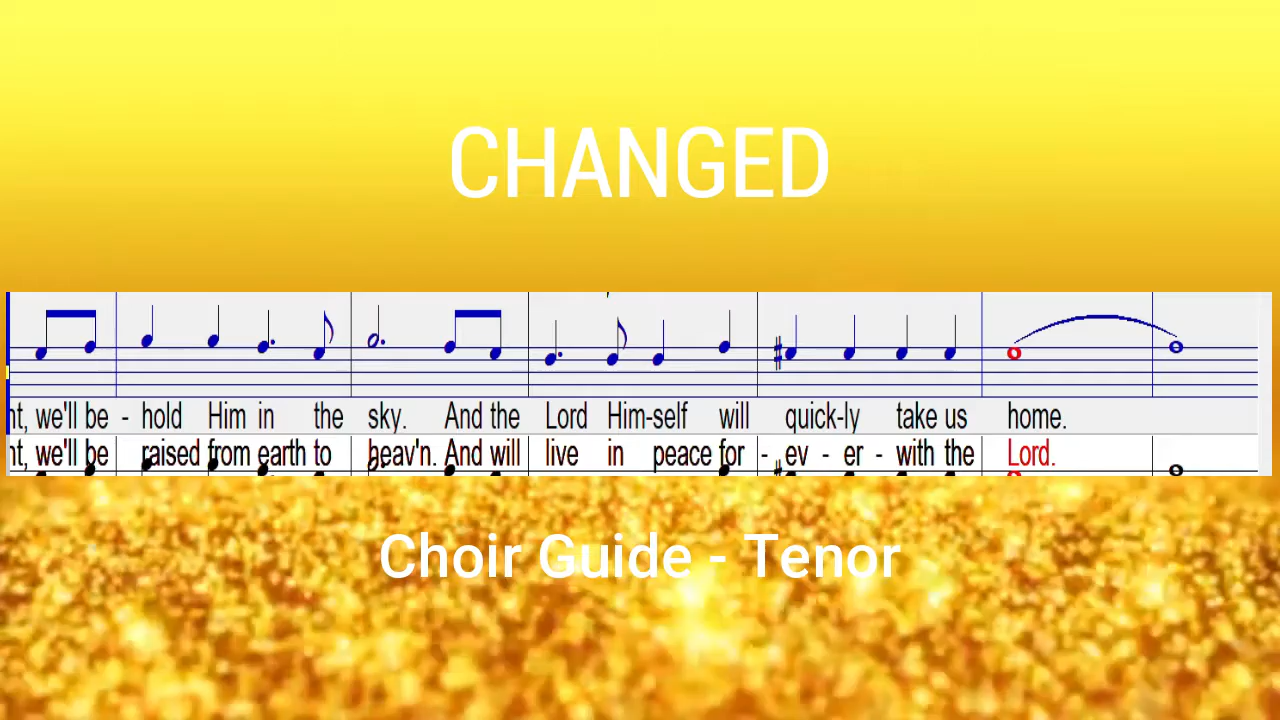 CHANGED
we'll be - hold Him in the sky. And the Lord Him-self will quick-ly take us home.
we'll be raised from earth to heav'n. And will live in peace for - ev - er - with the Lord.
Choir Guide - Tenor